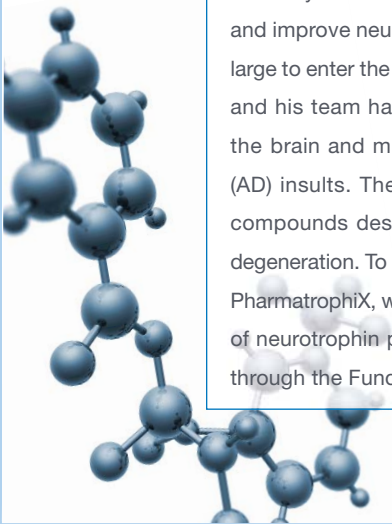 and improve neu
large to enter the
and his team ha
the brain and m
(AD) insults. The
compounds des
degeneration. To
PharmatrophiX, w
of neurotrophin p
through the Func